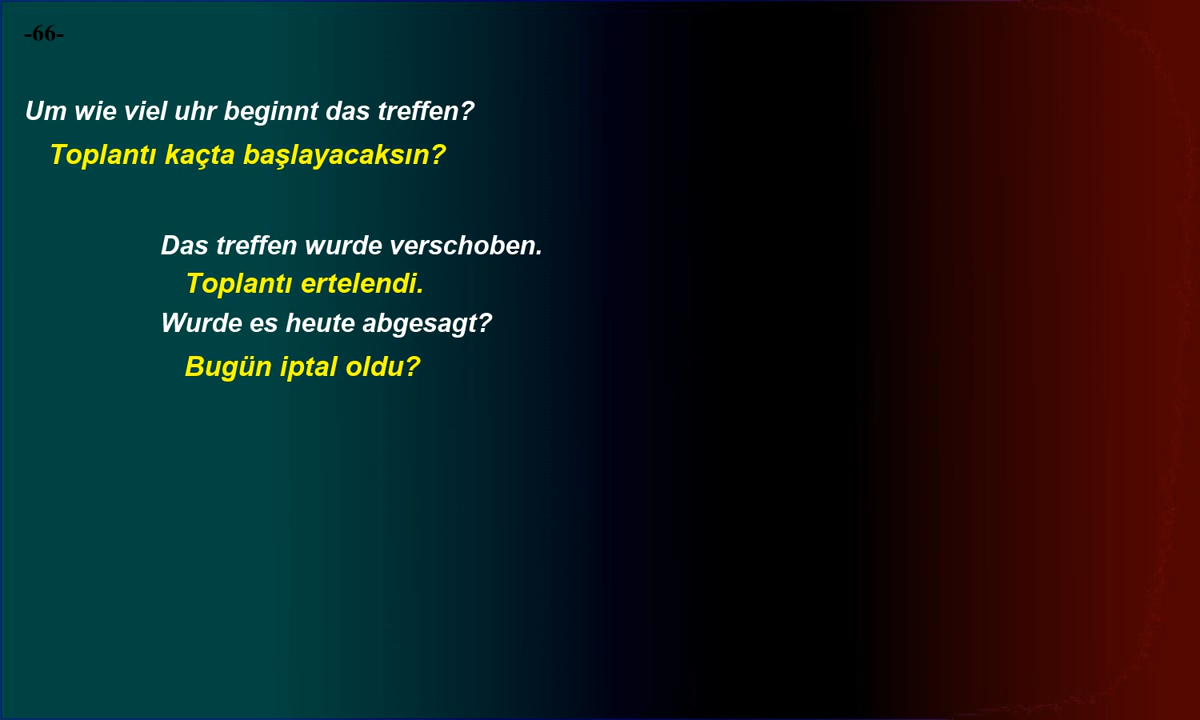 -66-
Um wie viel uhr beginnt das treffen?
Toplantı kaçta başlayacaksın?
Das treffen wurde verschoben.
Toplantı ertelendi.
Wurde es heute abgesagt?
Bugün iptal oldu?